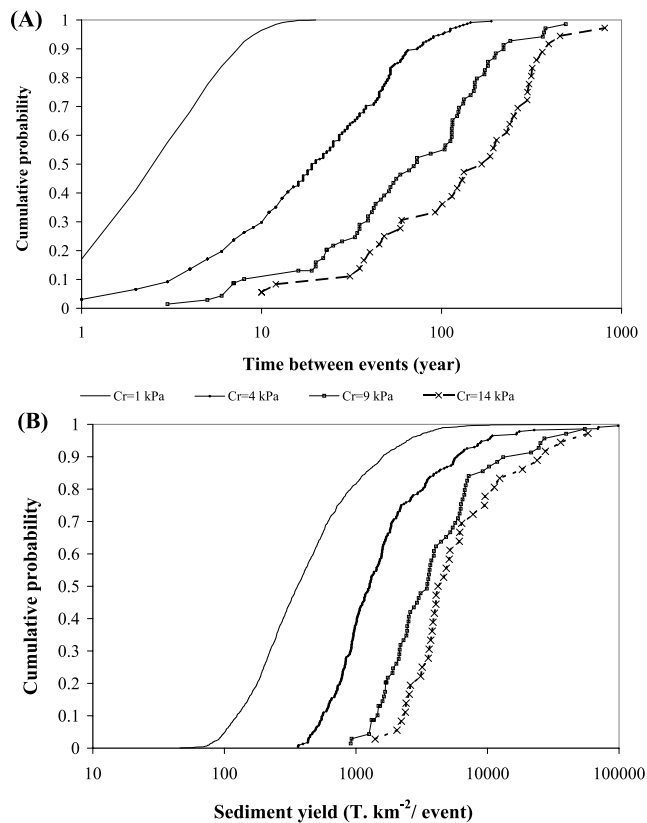 (A)
1
0.9
0.8
0.7
0.6
0.5
0.4
0.3
0.2
0.1
0
Cumulative probability
1 10 100 1000
Time between events (year)
Cr=1 kPa Cr=4 kPa Cr=9 kPa Cr=14 kPa
(B)
1
0.9
0.8
0.7
0.6
0.5
0.4
0.3
0.2
0.1
0
Cumulative probability
10 100 1000 10000 100000
Sediment yield (T. km⁻²/ event)